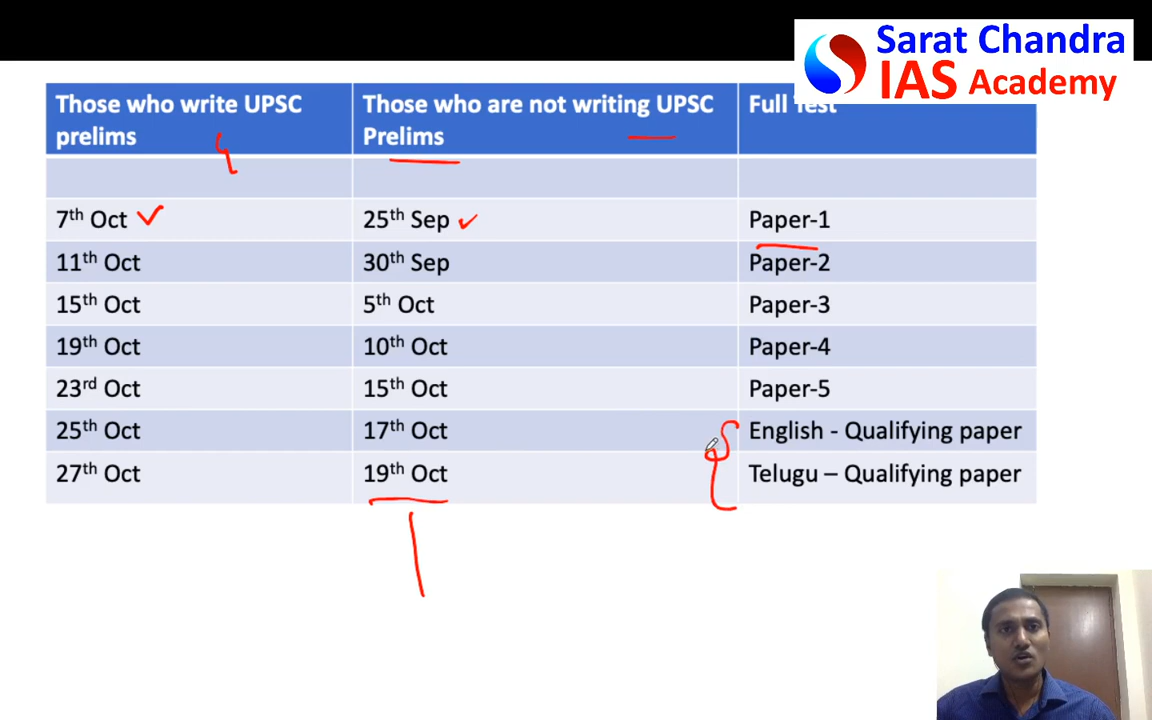 Sarat Chandra
IAS Academy
Those who write UPSC prelims
Those who are not writing UPSC Prelims
Full Test
7th Oct
25th Sep
Paper-1
11th Oct
30th Sep
Paper-2
15th Oct
5th Oct
Paper-3
19th Oct
10th Oct
Paper-4
23rd Oct
15th Oct
Paper-5
25th Oct
17th Oct
English - Qualifying paper
27th Oct
19th Oct
Telugu – Qualifying paper